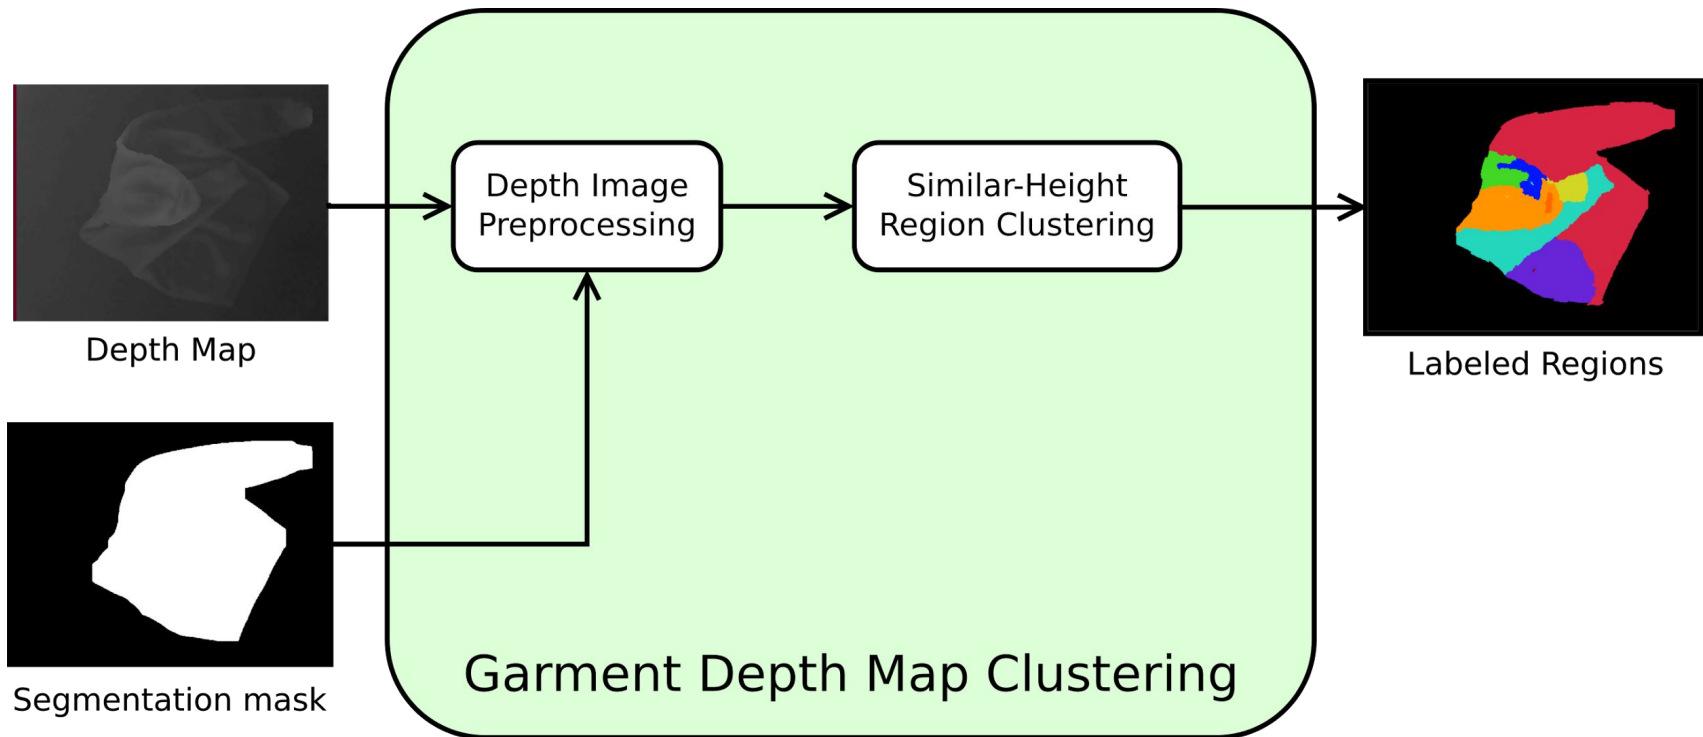 Depth Map
Segmentation mask
Depth Image
Preprocessing
Similar-Height
Region Clustering
Garment Depth Map Clustering
Labeled Regions